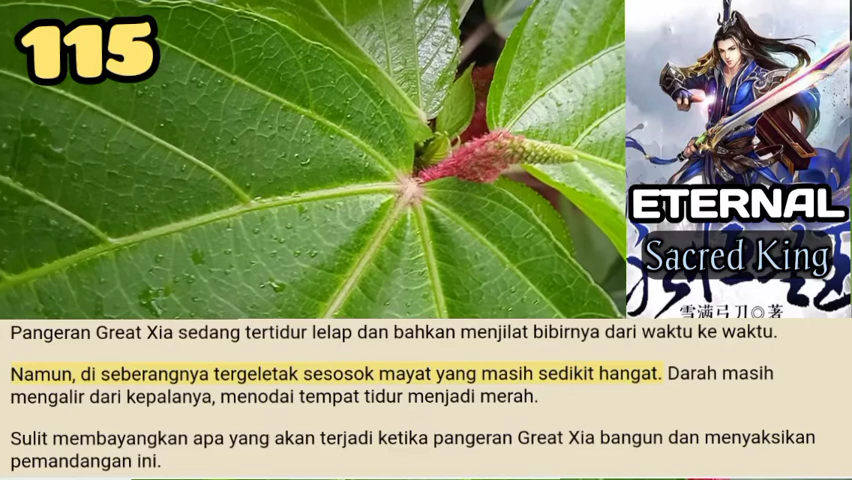 115
ETERNAL
Sacred King
雪满弓刀◎著
Pangeran Great Xia sedang tertidur lelap dan bahkan menjilat bibirnya dari waktu ke waktu.
Namun, di seberangnya tergeletak sesosok mayat yang masih sedikit hangat. Darah masih
mengalir dari kepalanya, menodai tempat tidur menjadi merah.
Sulit membayangkan apa yang akan terjadi ketika pangeran Great Xia bangun dan menyaksikan
pemandangan ini.